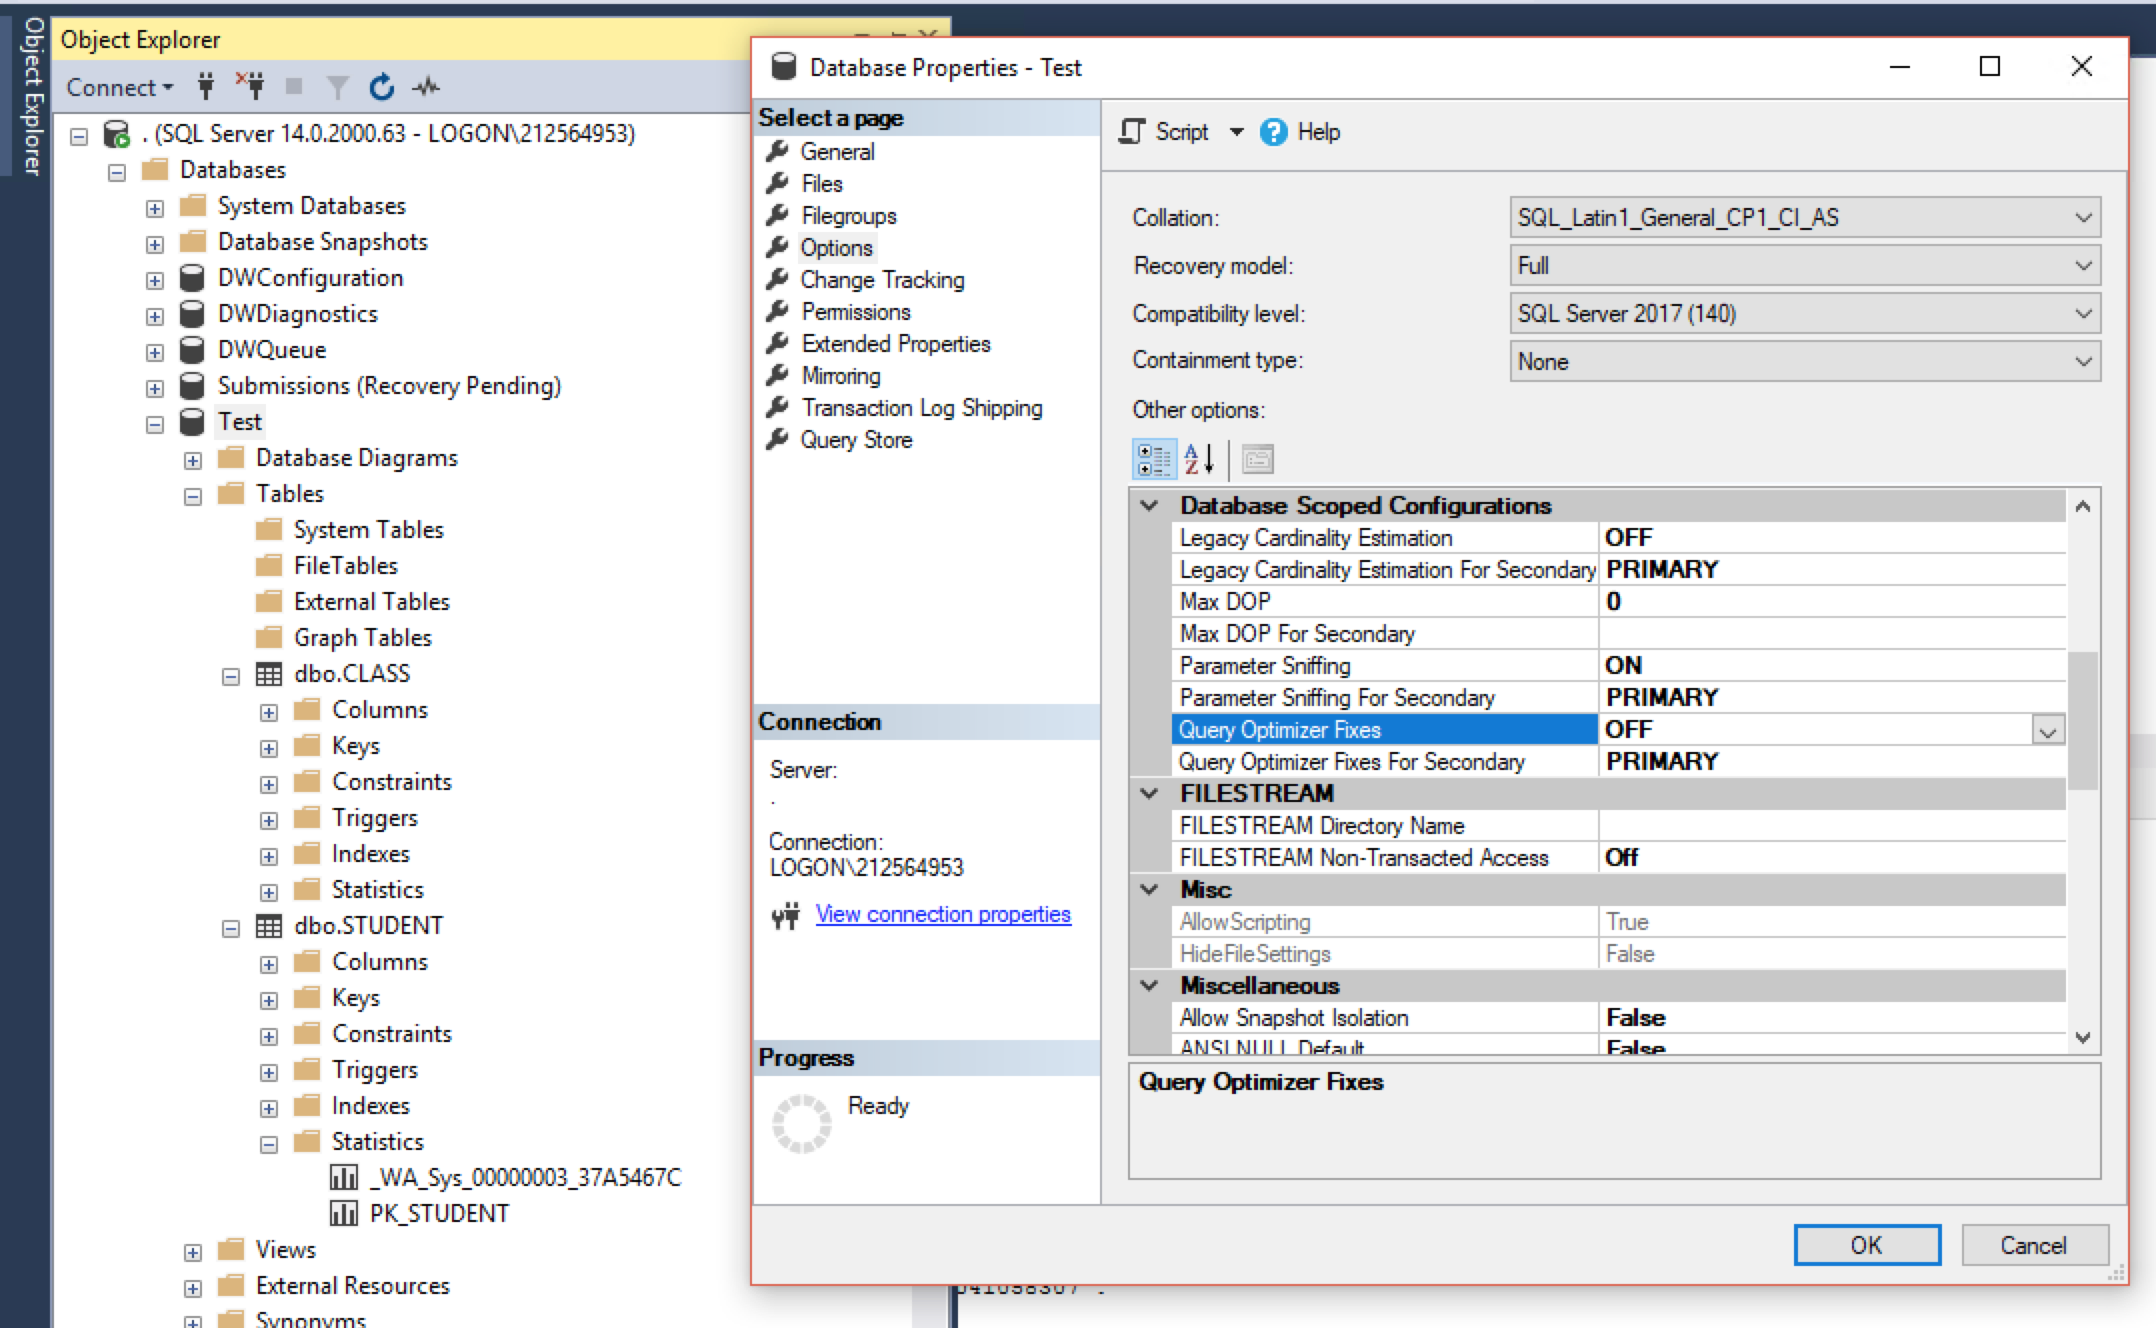 Object Explorer
Object Explorer
Connect
. (SQL Server 14.0.2000.63 - LOGON\212564953)
Databases
System Databases
Database Snapshots
DWConfiguration
DWDiagnostics
DWQueue
Submissions (Recovery Pending)
Test
Database Diagrams
Tables
System Tables
FileTables
External Tables
Graph Tables
dbo.CLASS
Columns
Keys
Constraints
Triggers
Indexes
Statistics
dbo.STUDENT
Columns
Keys
Constraints
Triggers
Indexes
Statistics
_WA_Sys_00000003_37A5467C
PK_STUDENT
Views
External Resources
Synonyms
Database Properties - Test
Select a page
General
Files
Filegroups
Options
Change Tracking
Permissions
Extended Properties
Mirroring
Transaction Log Shipping
Query Store
Connection
Server:
.
Connection:
LOGON\212564953
View connection properties
Progress
Ready
Script Help
Collation: SQL_Latin1_General_CP1_CI_AS
Recovery model: Full
Compatibility level: SQL Server 2017 (140)
Containment type: None
Other options:
Database Scoped Configurations
Legacy Cardinality Estimation OFF
Legacy Cardinality Estimation For Secondary PRIMARY
Max DOP 0
Max DOP For Secondary
Parameter Sniffing ON
Parameter Sniffing For Secondary PRIMARY
Query Optimizer Fixes OFF
Query Optimizer Fixes For Secondary PRIMARY
FILESTREAM
FILESTREAM Directory Name
FILESTREAM Non-Transacted Access Off
Misc
AllowScripting True
HideFileSettings False
Miscellaneous
Allow Snapshot Isolation False
ANSI NULL Default False
Query Optimizer Fixes
OK Cancel